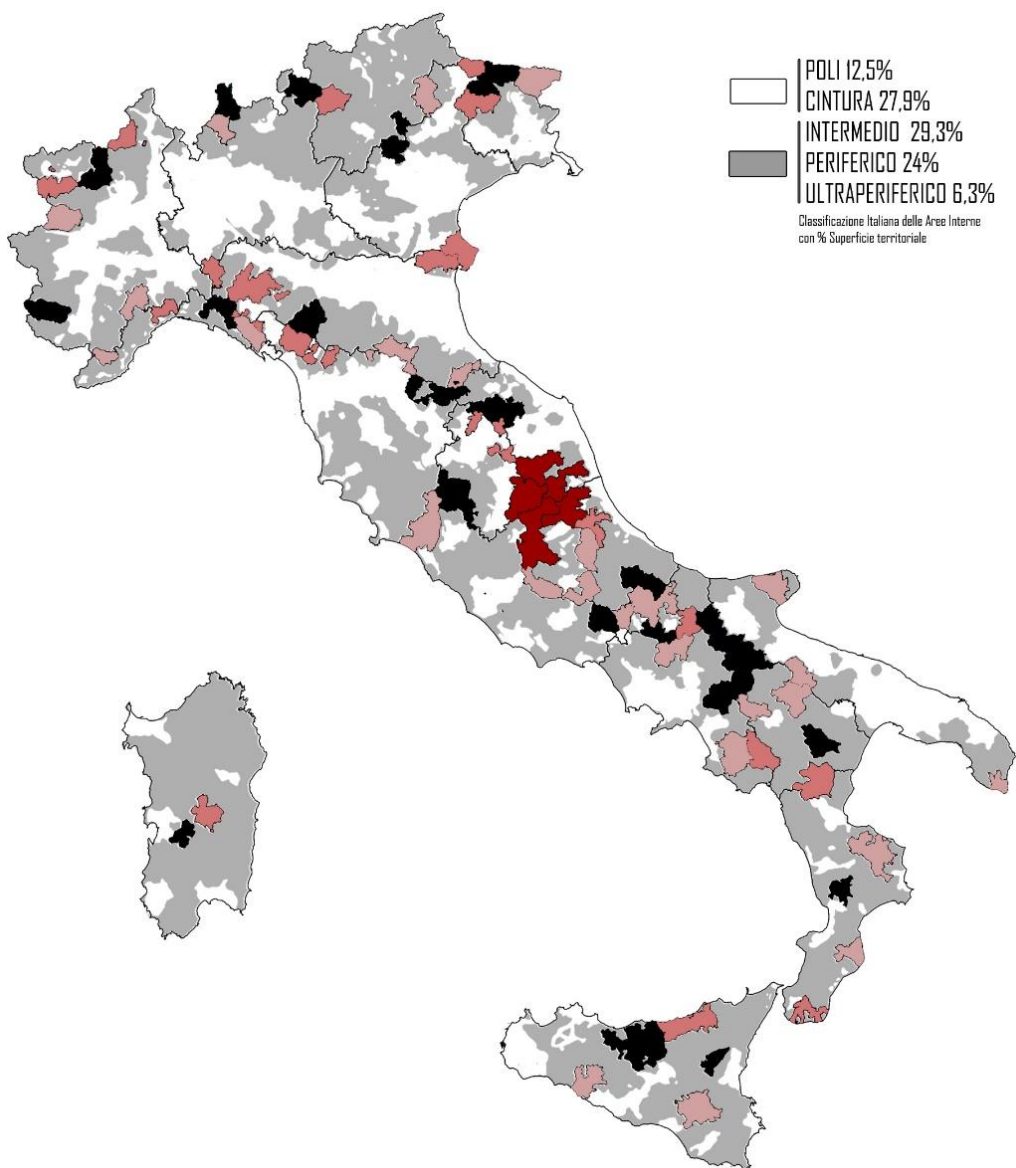 POLI 12,5%
CINTURA 27,9%
INTERMEDIO 29,3%
PERIFERICO 24%
ULTRAPERIFERICO 6,3%
Classificazione Italiana delle Aree Interne
con % Superficie territoriale